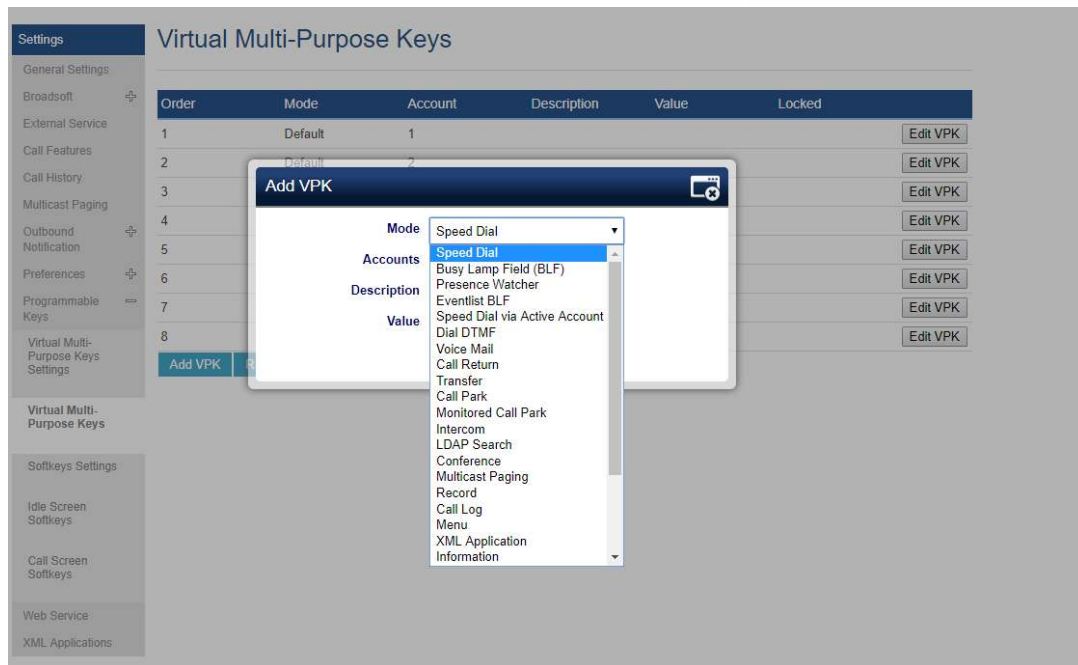 Settings
General Settings
Broadsoft
External Service
Call Features
Call History
Multicast Paging
Outbound
Notification
Preferences
Programmable
Keys
Virtual Multi-
Purpose Keys
Settings
Virtual Multi-
Purpose Keys
Softkeys Settings
Idle Screen
Softkeys
Call Screen
Softkeys
Web Service
XML Applications
Virtual Multi-Purpose Keys
Order Mode Account Description Value Locked
1 Default 1 Edit VPK
2 Default 2 Edit VPK
3 Edit VPK
4 Edit VPK
5 Edit VPK
6 Edit VPK
7 Edit VPK
8 Edit VPK
Add VPK
Add VPK
Mode Speed Dial
Accounts
Description
Value
Speed Dial
Busy Lamp Field (BLF)
Presence Watcher
Eventlist BLF
Speed Dial via Active Account
Dial DTMF
Voice Mail
Call Return
Transfer
Call Park
Monitored Call Park
Intercom
LDAP Search
Conference
Multicast Paging
Record
Call Log
Menu
XML Application
Information